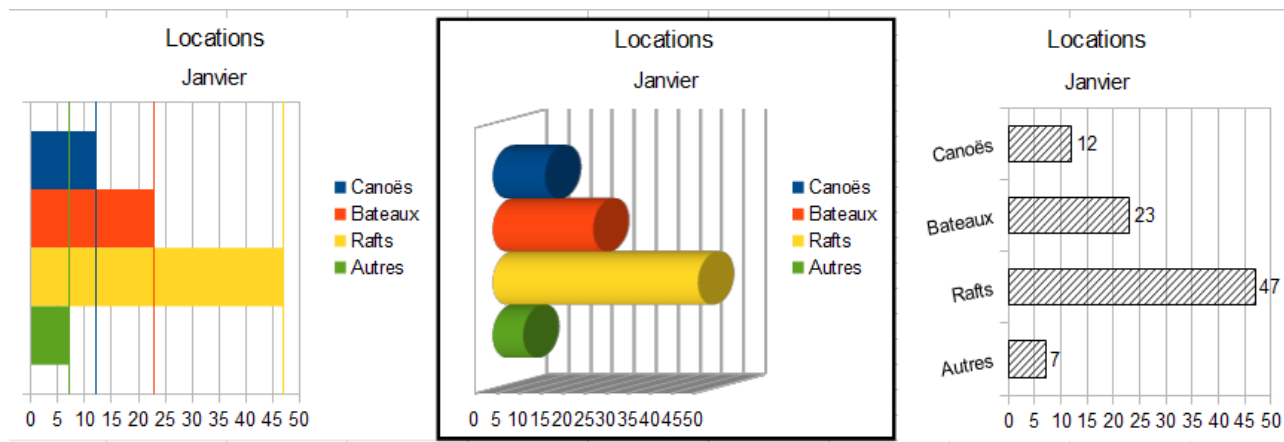 Locations
Janvier
Canoës
Bateaux
Rafts
Autres
0 5 10 15 20 25 30 35 40 45 50
Locations
Janvier
Canoës
Bateaux
Rafts
Autres
0 5 10 15 20 25 30 35 40 45 50
Locations
Janvier
Canoës 12
Bateaux 23
Rafts 47
Autres 7
0 5 10 15 20 25 30 35 40 45 50